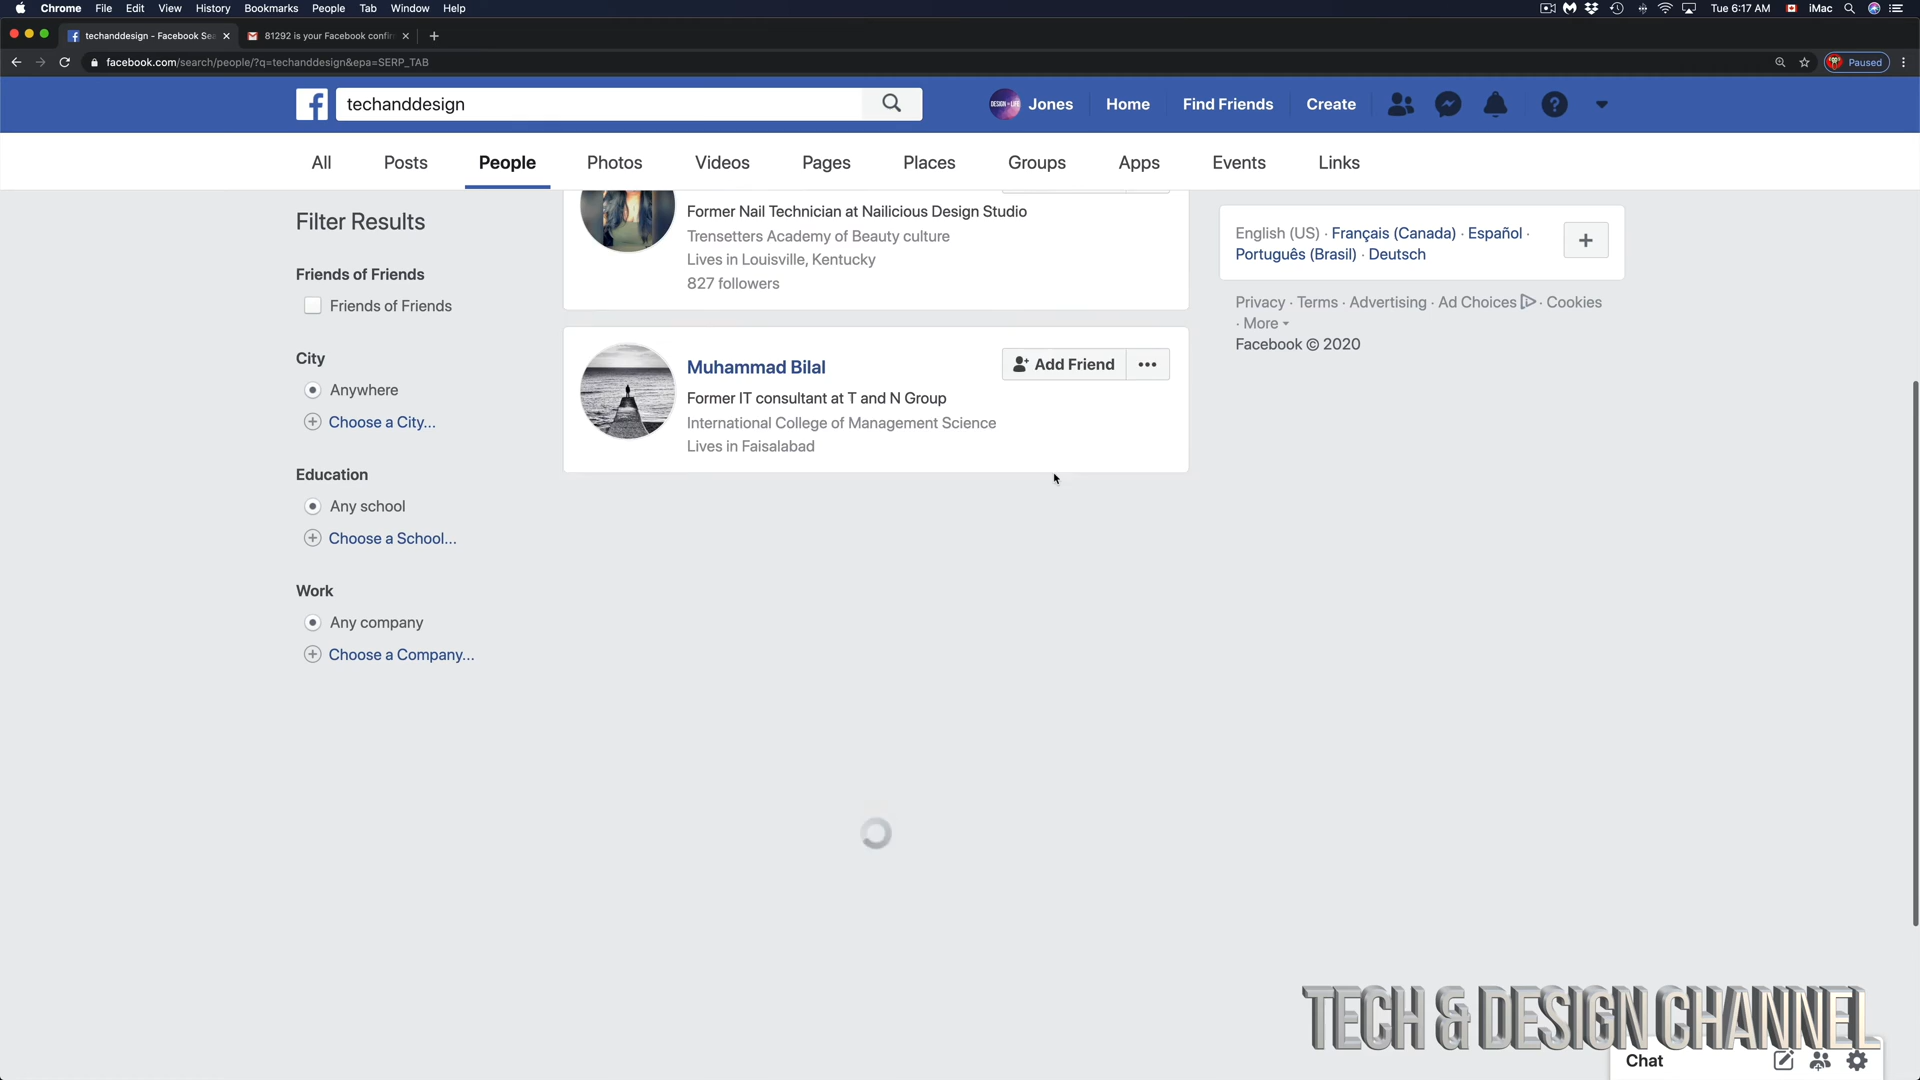 Chrome File Edit View History Bookmarks People Tab Window Help Tue 6:17 AM iMac
techanddesign - Facebook Sea 81292 is your Facebook confir
facebook.com/search/people/?q=techanddesign&epa=SERP_TAB Paused
techanddesign Jones Home Find Friends Create
All Posts People Photos Videos Pages Places Groups Apps Events Links
Filter Results
Friends of Friends
Friends of Friends
City
Anywhere
Choose a City...
Education
Any school
Choose a School...
Work
Any company
Choose a Company...
Former Nail Technician at Nailicious Design Studio
Trensetters Academy of Beauty culture
Lives in Louisville, Kentucky
827 followers
Muhammad Bilal
Add Friend
Former IT consultant at T and N Group
International College of Management Science
Lives in Faisalabad
English (US) · Français (Canada) · Español ·
Português (Brasil) · Deutsch
Privacy · Terms · Advertising · Ad Choices · Cookies
· More
Facebook © 2020
TECH & DESIGN CHANNEL
Chat